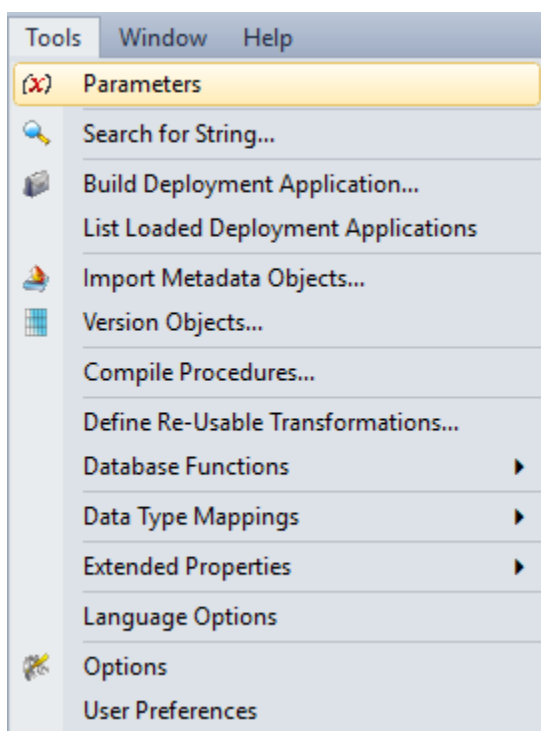 Tools Window Help
(x) Parameters
Search for String...
Build Deployment Application...
List Loaded Deployment Applications
Import Metadata Objects...
Version Objects...
Compile Procedures...
Define Re-Usable Transformations...
Database Functions
Data Type Mappings
Extended Properties
Language Options
Options
User Preferences